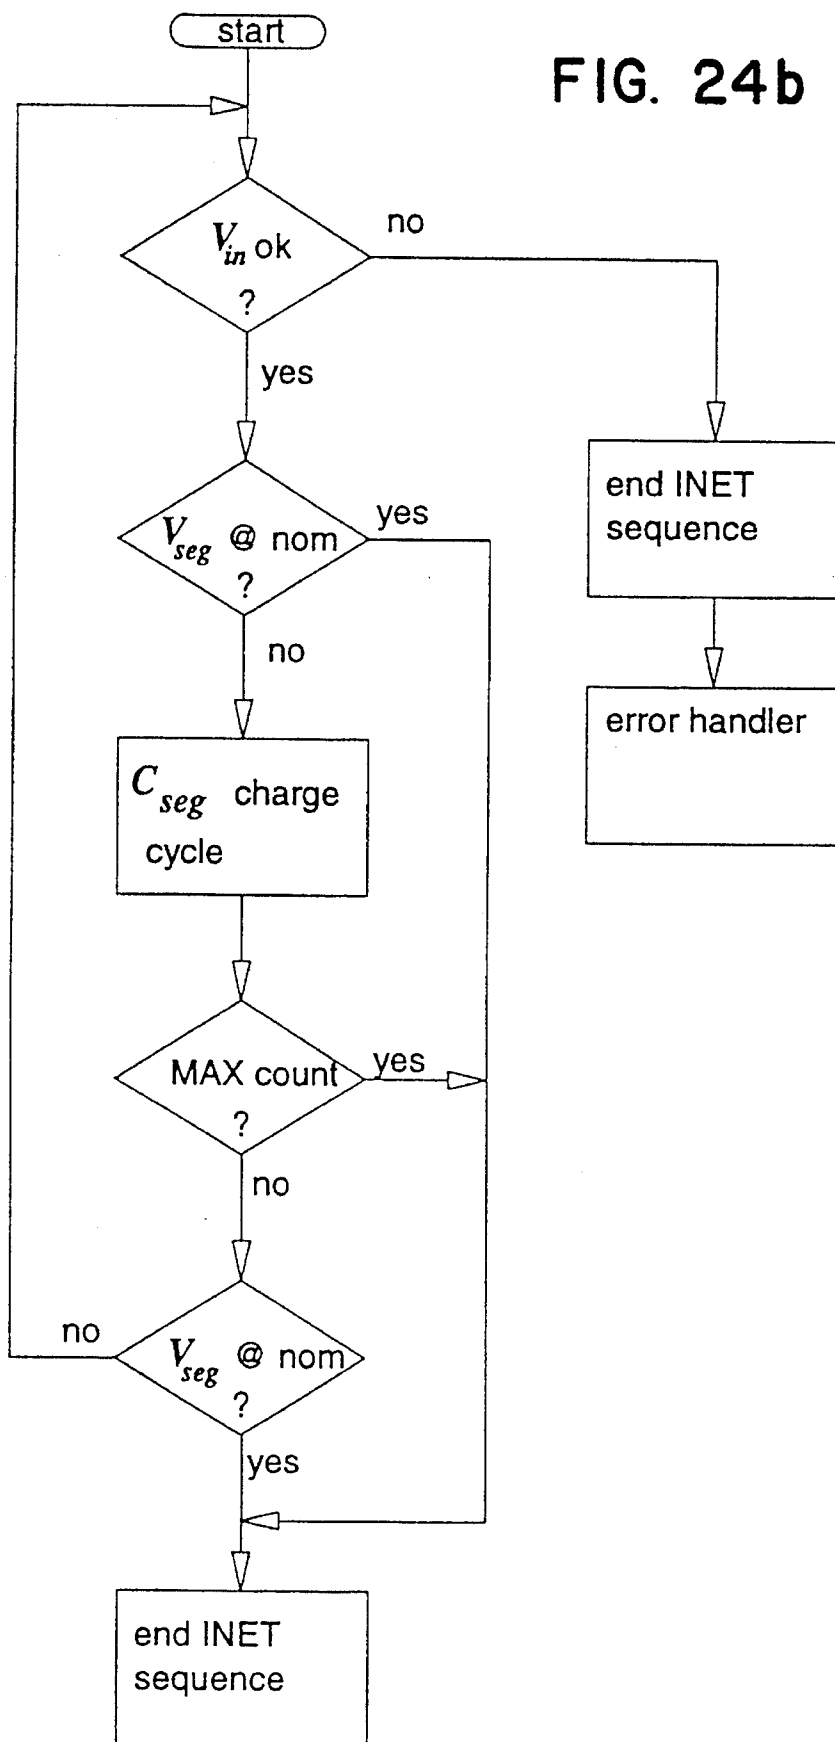 start
FIG. 24b
V_in ok
?
no
yes
end INET
sequence
V_seg @ nom
?
yes
no
error handler
C_seg charge
cycle
MAX count
?
yes
no
V_seg @ nom
?
no
yes
end INET
sequence